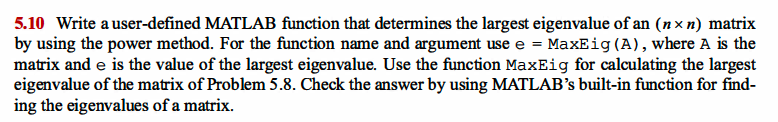 5.10 Write a user-defined MATLAB function that determines the largest eigenvalue of an (n × n) matrix
by using the power method. For the function name and argument use e = MaxEig(A), where A is the
matrix and e is the value of the largest eigenvalue. Use the function MaxEig for calculating the largest
eigenvalue of the matrix of Problem 5.8. Check the answer by using MATLAB's built-in function for find-
ing the eigenvalues of a matrix.